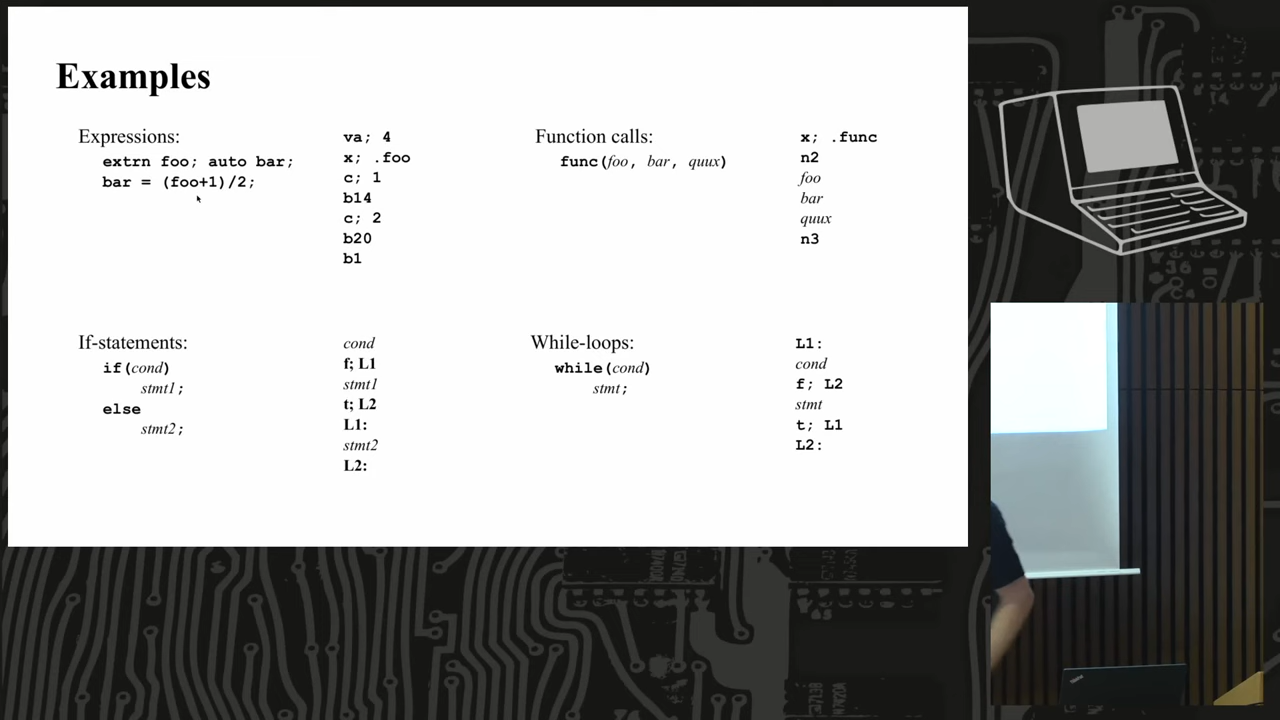 Examples
Expressions:
extrn foo; auto bar;
bar = (foo+1)/2;
va; 4
x; .foo
c; 1
b14
c; 2
b20
b1
Function calls:
func(foo, bar, quux)
x; .func
n2
foo
bar
quux
n3
If-statements:
if(cond)
stmt1;
else
stmt2;
cond
f; L1
stmt1
t; L2
L1:
stmt2
L2:
While-loops:
while(cond)
stmt;
L1:
cond
f; L2
stmt
t; L1
L2: